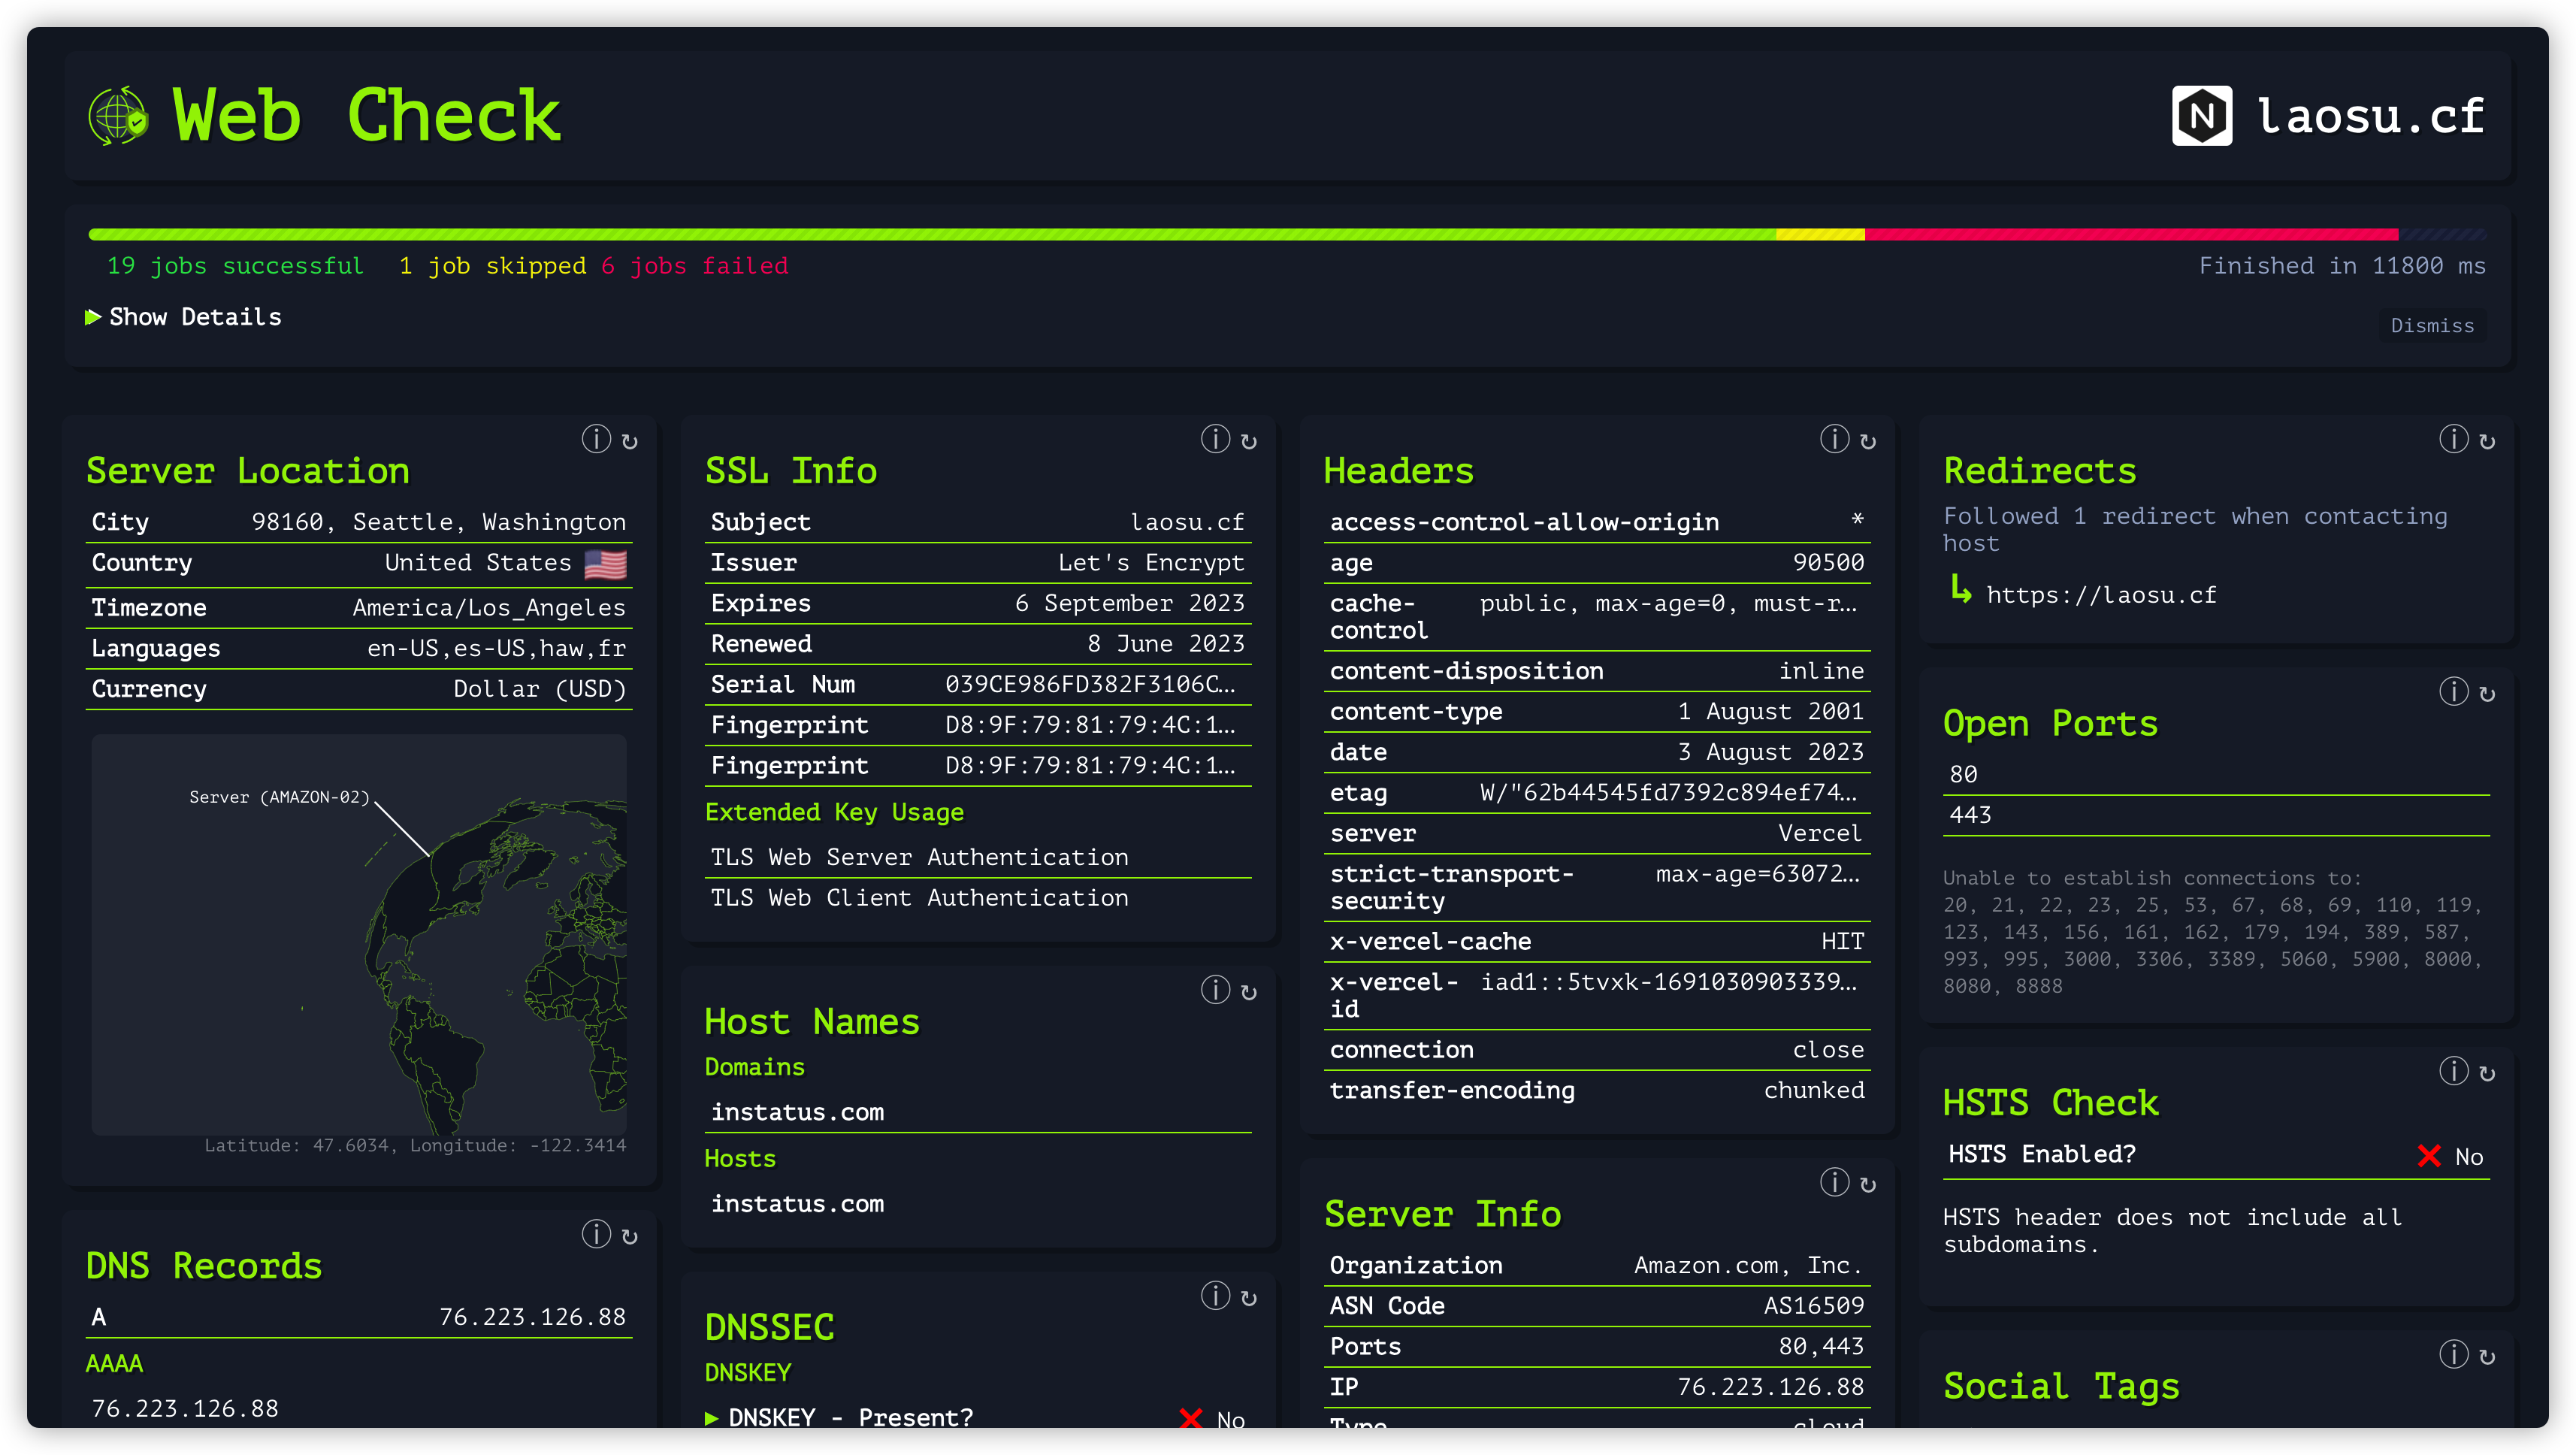 Web Check
N laosu.cf
19 jobs successful 1 job skipped 6 jobs failed Finished in 11800 ms
Show Details
Dismiss
Server Location
City 98160, Seattle, Washington
Country United States
Timezone America/Los_Angeles
Languages en-US,es-US,haw,fr
Currency Dollar (USD)
Server (AMAZON-02)
Latitude: 47.6034, Longitude: -122.3414
DNS Records
A 76.223.126.88
AAAA
76.223.126.88
SSL Info
Subject laosu.cf
Issuer Let's Encrypt
Expires 6 September 2023
Renewed 8 June 2023
Serial Num 039CE986FD382F3106C…
Fingerprint D8:9F:79:81:79:4C:1…
Fingerprint D8:9F:79:81:79:4C:1…
Extended Key Usage
TLS Web Server Authentication
TLS Web Client Authentication
Host Names
Domains
instatus.com
Hosts
instatus.com
DNSSEC
DNSKEY
DNSKEY - Present? No
Headers
access-control-allow-origin *
age 90500
cache- public, max-age=0, must-r…
control
content-disposition inline
content-type 1 August 2001
date 3 August 2023
etag W/"62b44545fd7392c894ef74…
server Vercel
strict-transport- max-age=63072…
security
x-vercel-cache HIT
x-vercel- iad1::5tvxk-1691030903339…
id
connection close
transfer-encoding chunked
Server Info
Organization Amazon.com, Inc.
ASN Code AS16509
Ports 80,443
IP 76.223.126.88
Type cloud
Redirects
Followed 1 redirect when contacting
host
https://laosu.cf
Open Ports
80
443
Unable to establish connections to:
20, 21, 22, 23, 25, 53, 67, 68, 69, 110, 119,
123, 143, 156, 161, 162, 179, 194, 389, 587,
993, 995, 3000, 3306, 3389, 5060, 5900, 8000,
8080, 8888
HSTS Check
HSTS Enabled? No
HSTS header does not include all
subdomains.
Social Tags